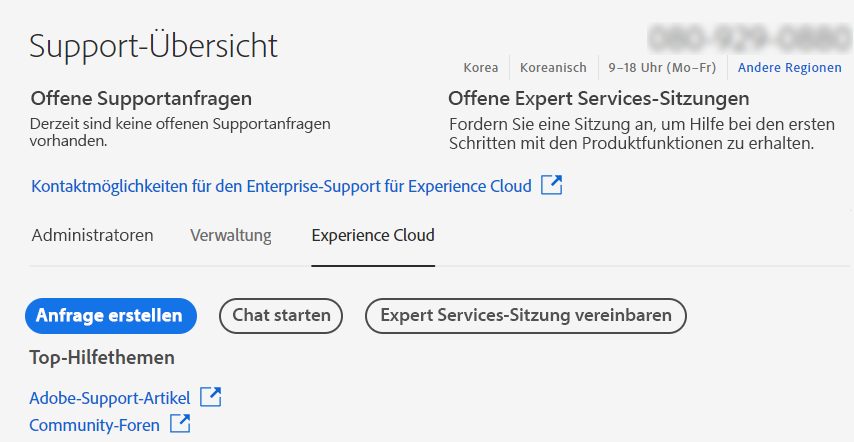 Support-Übersicht
Korea Koreanisch 9–18 Uhr (Mo–Fr) Andere Regionen
Offene Supportanfragen
Derzeit sind keine offenen Supportanfragen
vorhanden.
Offene Expert Services-Sitzungen
Fordern Sie eine Sitzung an, um Hilfe bei den ersten
Schritten mit den Produktfunktionen zu erhalten.
Kontaktmöglichkeiten für den Enterprise-Support für Experience Cloud
Administratoren Verwaltung Experience Cloud
Anfrage erstellen Chat starten Expert Services-Sitzung vereinbaren
Top-Hilfethemen
Adobe-Support-Artikel
Community-Foren